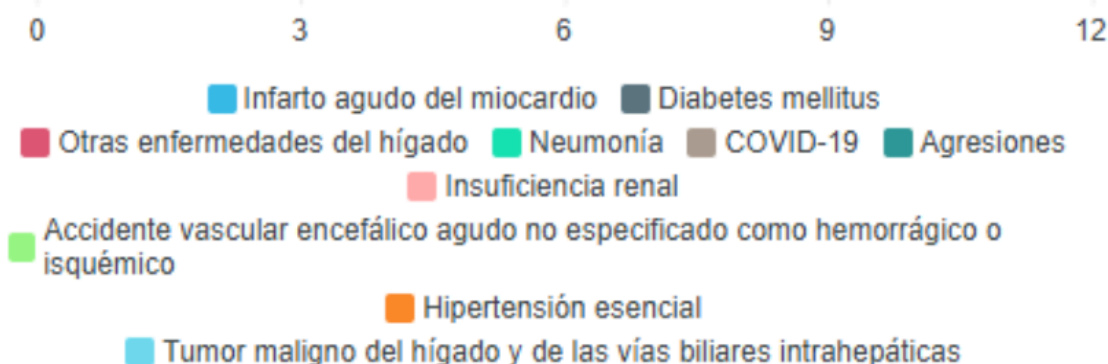 0 3 6 9 12
Infarto agudo del miocardio Diabetes mellitus
Otras enfermedades del hígado Neumonía COVID-19 Agresiones
Insuficiencia renal
Accidente vascular encefálico agudo no especificado como hemorrágico o
isquémico
Hipertensión esencial
Tumor maligno del hígado y de las vías biliares intrahepáticas